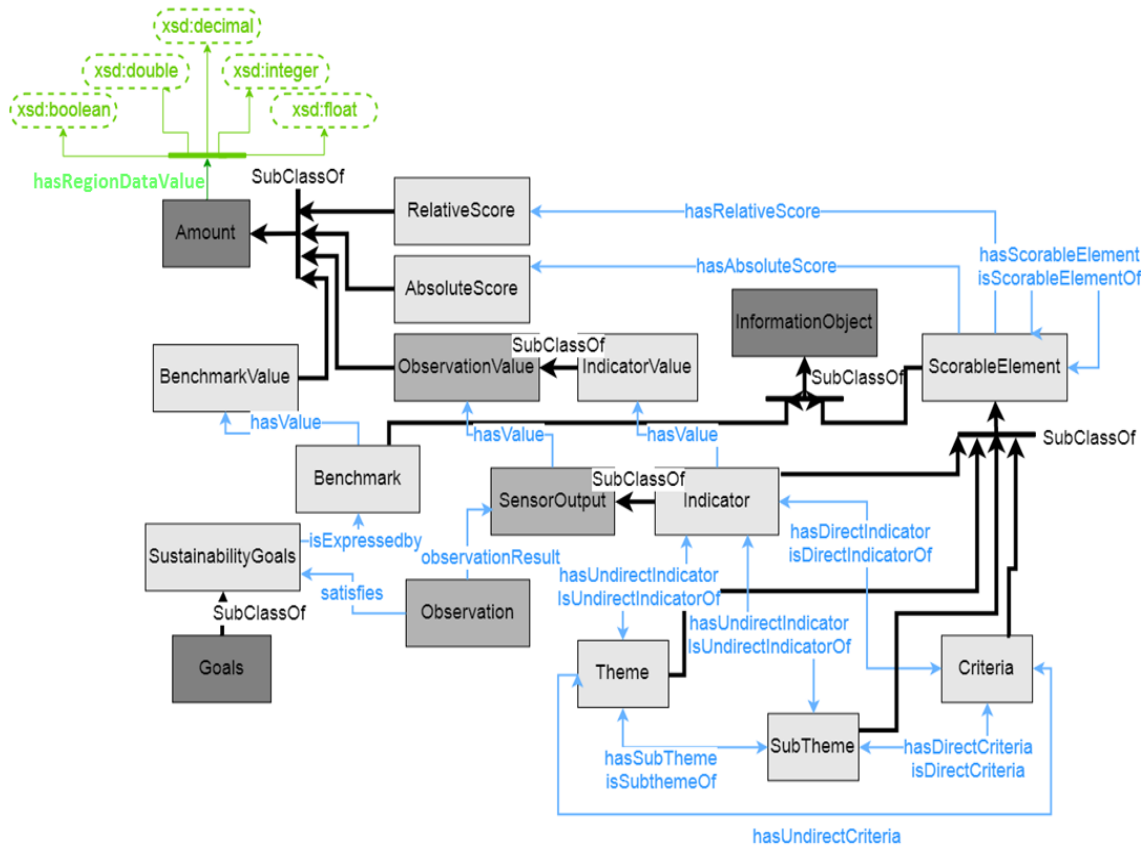 xsd:decimal
xsd:double
xsd:integer
xsd:boolean
xsd:float
hasRegionDataValue
SubClassOf
Amount
RelativeScore
hasRelativeScore
AbsoluteScore
hasAbsoluteScore
hasScorableElement
isScorableElementOf
InformationObject
BenchmarkValue
ObservationValue
SubClassOf
IndicatorValue
SubClassOf
ScorableElement
hasValue
hasValue
hasValue
SubClassOf
Benchmark
SensorOutput
SubClassOf
Indicator
SustainabilityGoals
isExpressedby
observationResult
hasDirectIndicator
isDirectIndicatorOf
satisfies
Observation
hasUndirectIndicator
IsUndirectIndicatorOf
SubClassOf
hasUndirectIndicator
IsUndirectIndicatorOf
Goals
Theme
Criteria
SubTheme
hasSubTheme
isSubthemeOf
hasDirectCriteria
isDirectCriteria
hasUndirectCriteria